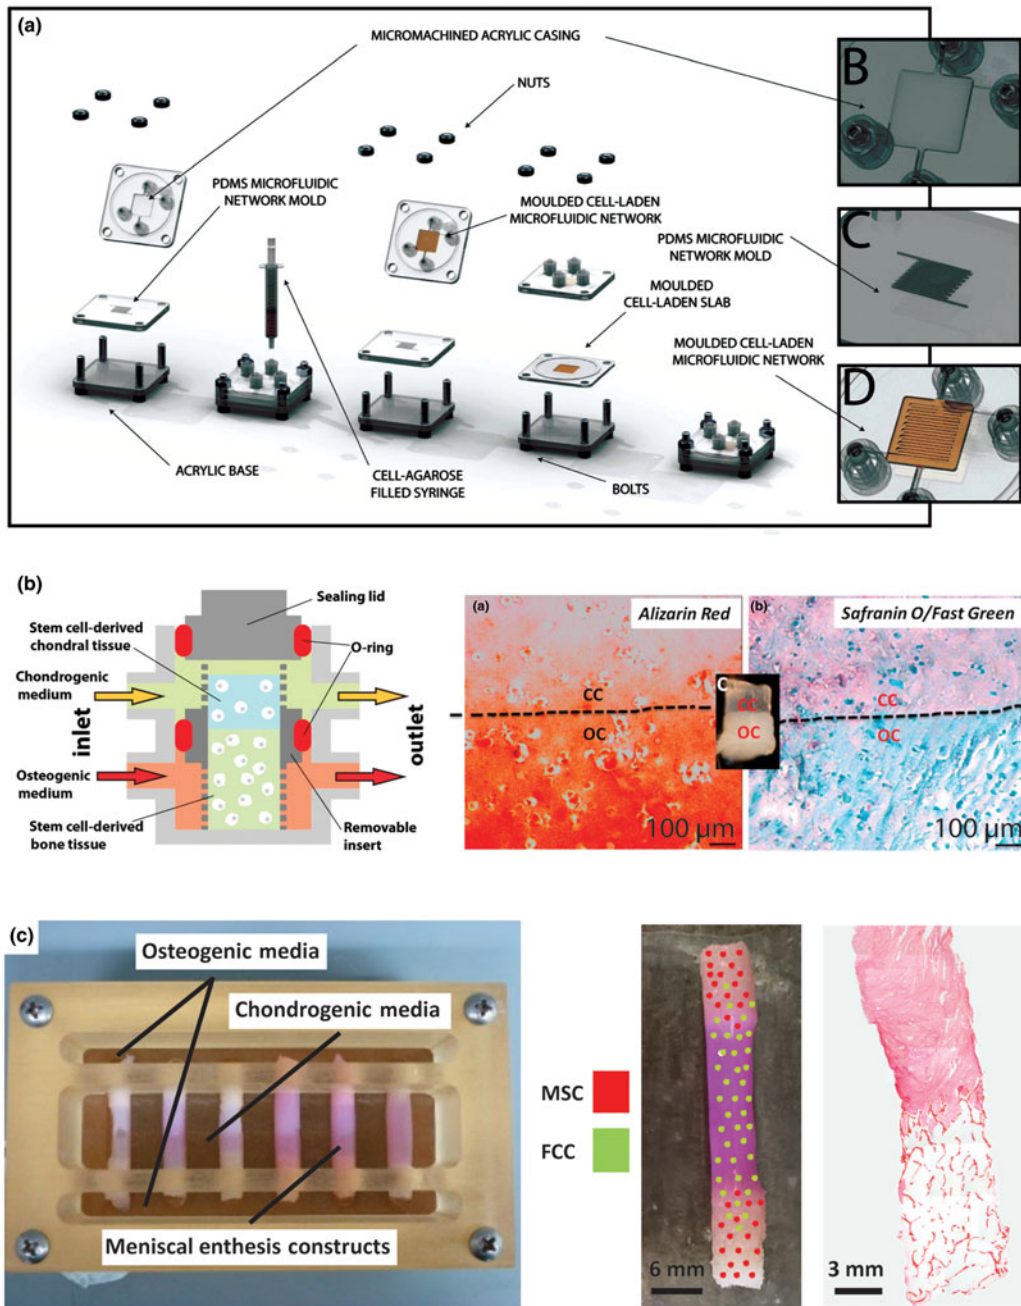 (a)
MICROMACHINED ACRYLIC CASING
NUTS
PDMS MICROFLUIDIC
NETWORK MOLD
MOULDED CELL-LADEN
MICROFLUIDIC NETWORK
PDMS MICROFLUIDIC
NETWORK MOLD
MOULDED
CELL-LADEN SLAB
MOULDED CELL-LADEN
MICROFLUIDIC NETWORK
ACRYLIC BASE
CELL-AGAROSE
FILLED SYRINGE
BOLTS
B
C
D
(b)
Sealing lid
Stem cell-derived
chondral tissue
O-ring
Chondrogenic
medium
inlet
outlet
Osteogenic
medium
Stem cell-derived
bone tissue
Removable
insert
(a)
Alizarin Red
CC
OC
100 µm
C
CC
OC
(b)
Safranin O/Fast Green
CC
OC
100 µm
(c)
Osteogenic media
Chondrogenic media
Meniscal enthesis constructs
MSC
FCC
6 mm
3 mm